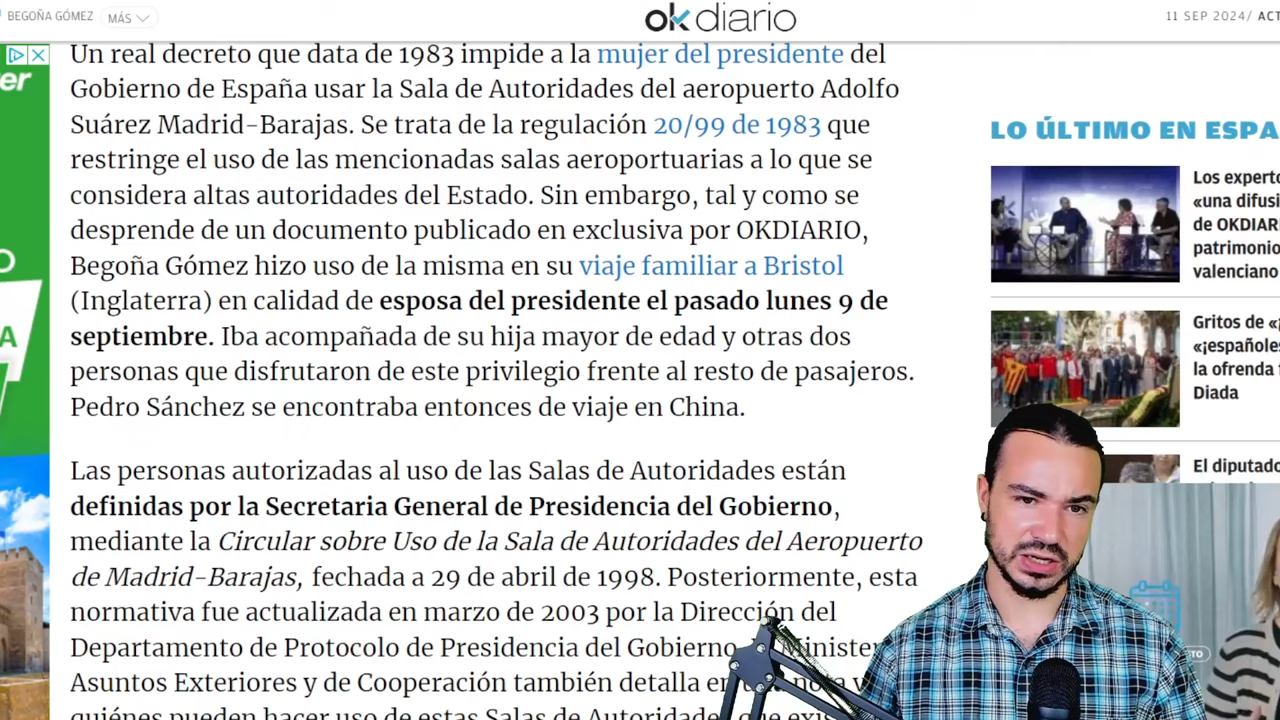 BEGOÑA GÓMEZ
MÁS
okdiario
11 SEP 2024/
Un real decreto que data de 1983 impide a la mujer del presidente del
Gobierno de España usar la Sala de Autoridades del aeropuerto Adolfo
Suárez Madrid-Barajas. Se trata de la regulación 20/99 de 1983 que
restringe el uso de las mencionadas salas aeroportuarias a lo que se
considera altas autoridades del Estado. Sin embargo, tal y como se
desprende de un documento publicado en exclusiva por OKDIARIO,
Begoña Gómez hizo uso de la misma en su viaje familiar a Bristol
(Inglaterra) en calidad de esposa del presidente el pasado lunes 9 de
septiembre. Iba acompañada de su hija mayor de edad y otras dos
personas que disfrutaron de este privilegio frente al resto de pasajeros.
Pedro Sánchez se encontraba entonces de viaje en China.
Las personas autorizadas al uso de las Salas de Autoridades están
definidas por la Secretaria General de Presidencia del Gobierno,
mediante la Circular sobre Uso de la Sala de Autoridades del Aeropuerto
de Madrid-Barajas, fechada a 29 de abril de 1998. Posteriormente, esta
normativa fue actualizada en marzo de 2003 por la Dirección del
Departamento de Protocolo de Presidencia del Gobierno
Asuntos Exteriores y de Cooperación también detalla
quiénes pueden hacer uso de estas Salas de
LO ÚLTIMO EN
Los
«una
de
patrimonio
valenciano
Gritos de
la ofrenda
Diada
El